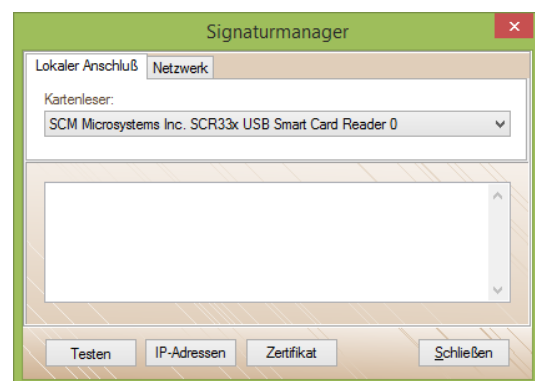 Signaturmanager
Lokaler Anschluß Netzwerk
Kartenleser:
SCM Microsystems Inc. SCR33x USB Smart Card Reader 0
Testen IP-Adressen Zertifikat Schließen